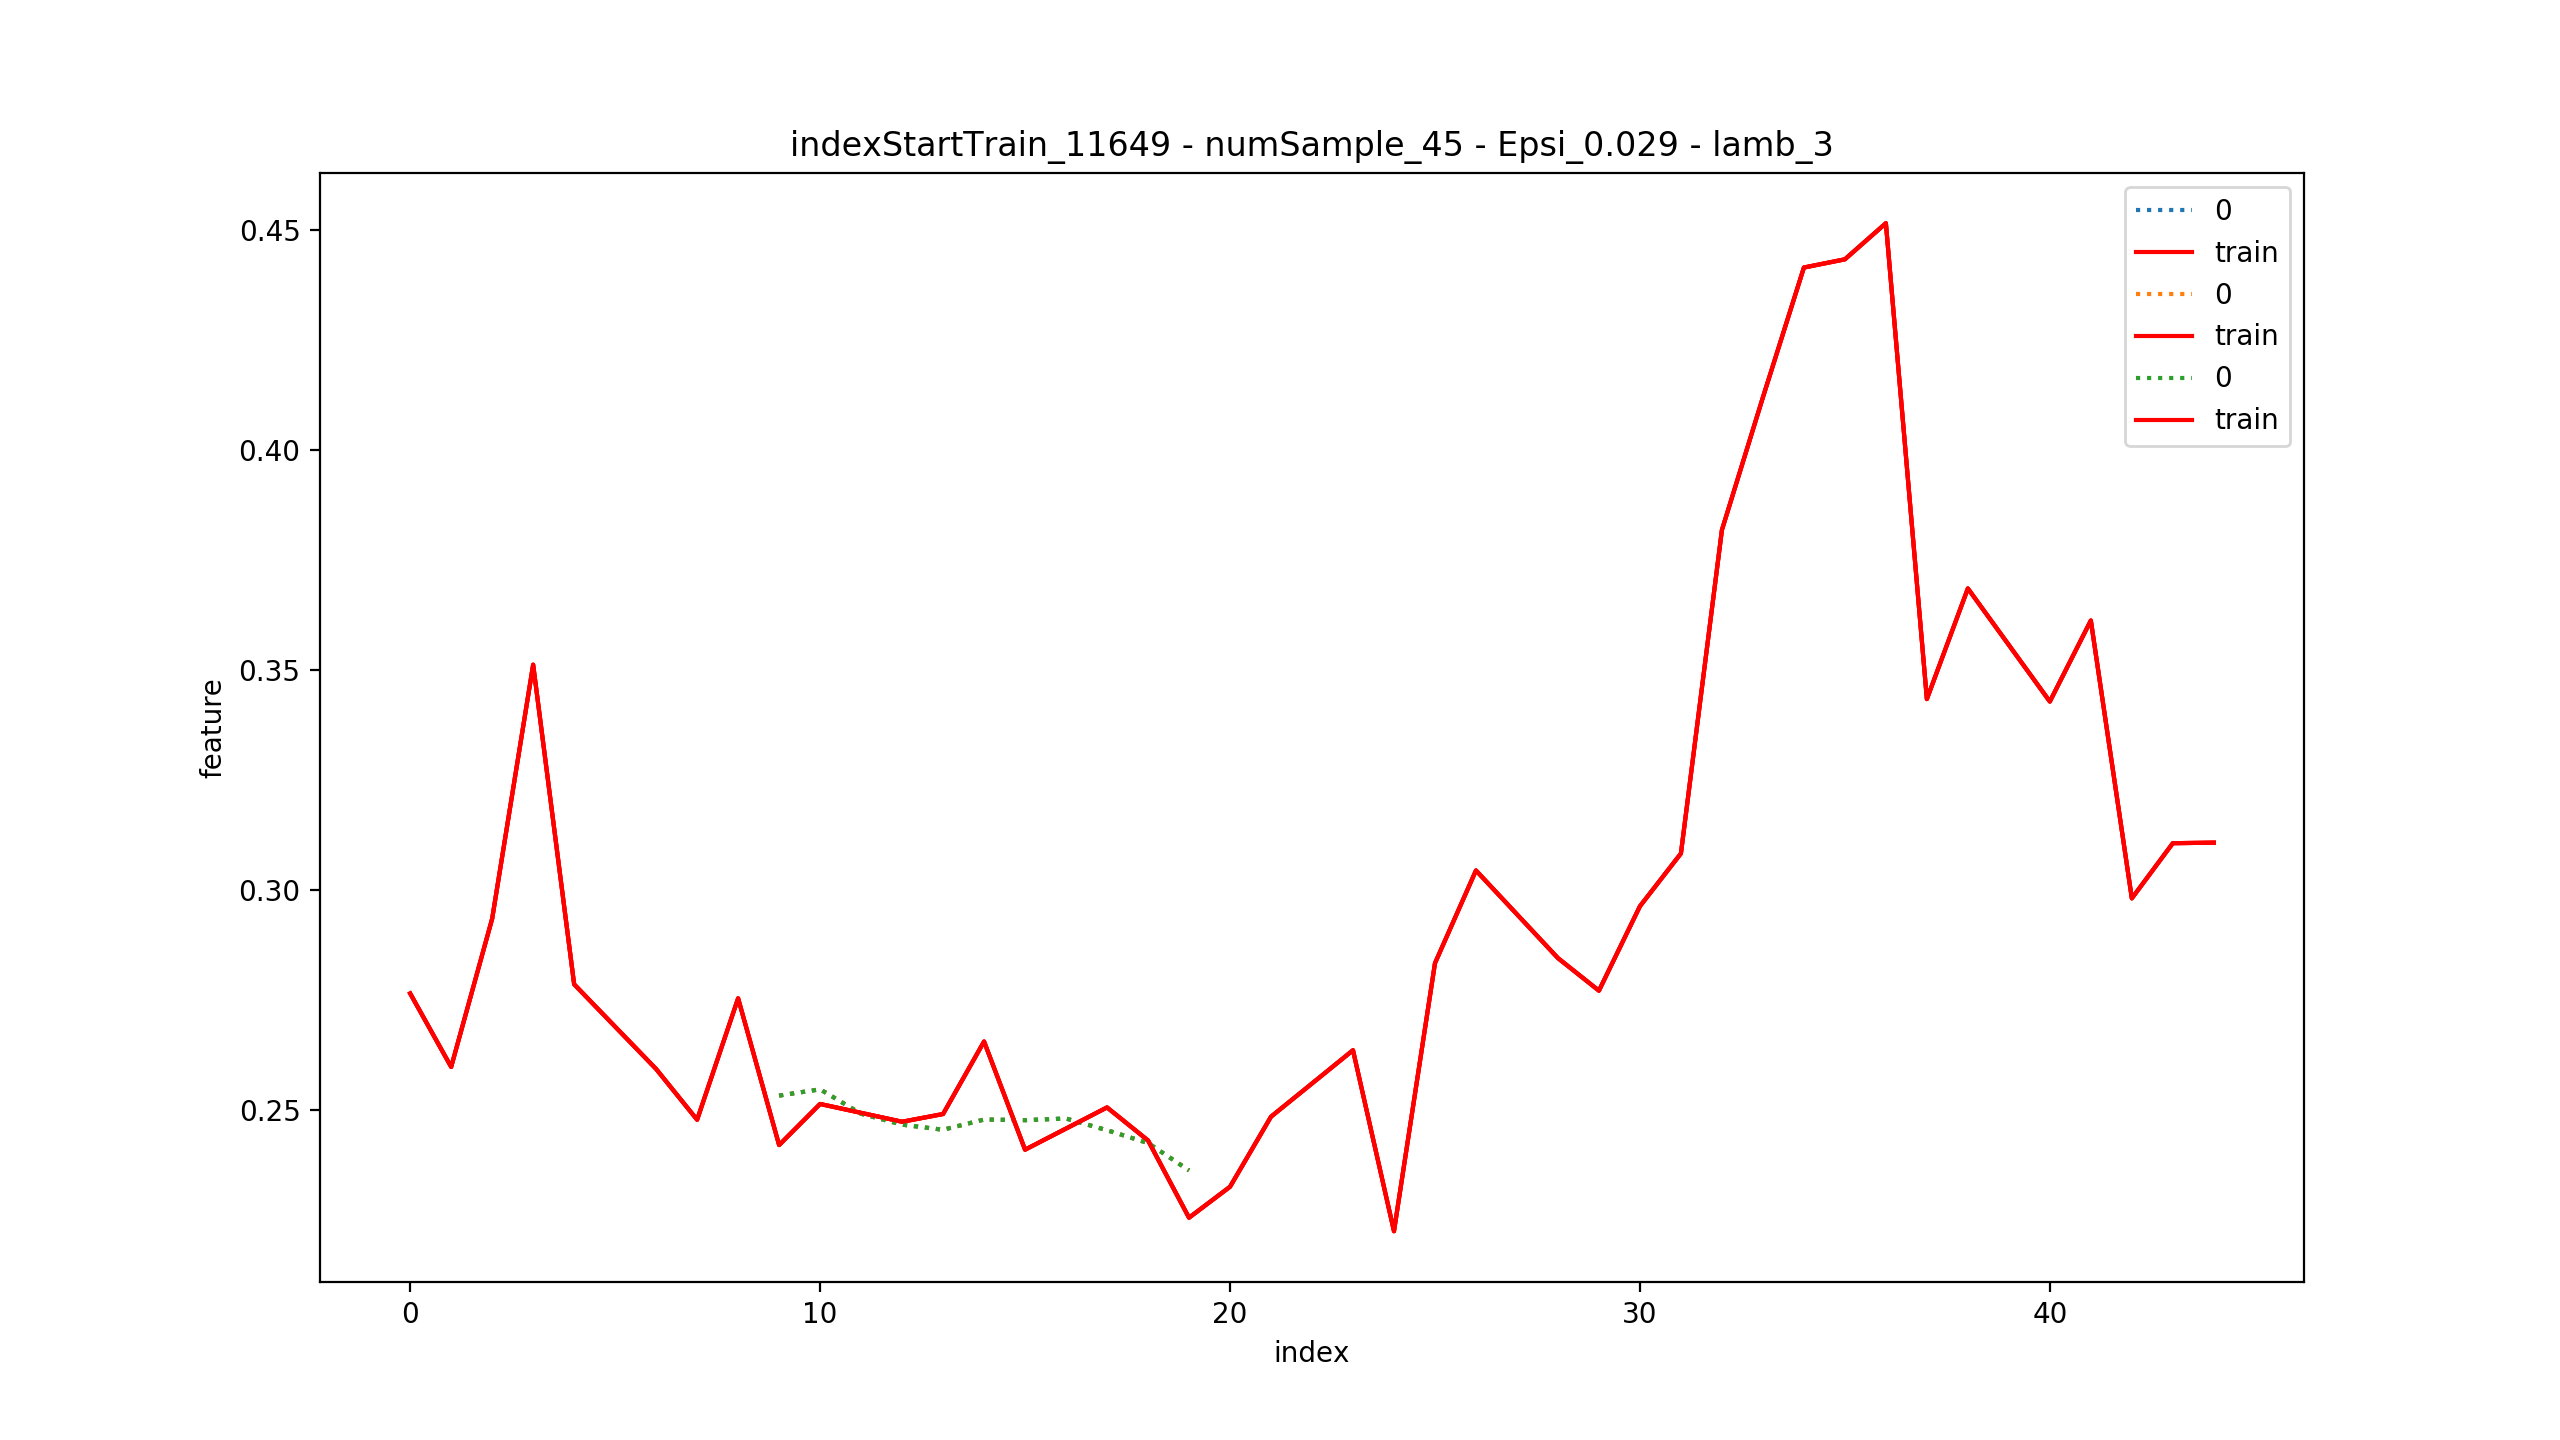 indexStartTrain_11649 - numSample_45 - Epsi_0.029 - lamb_3
0
train
0
train
0
train
0.45
0.40
0.35
0.30
0.25
feature
0 10 20 30 40
index